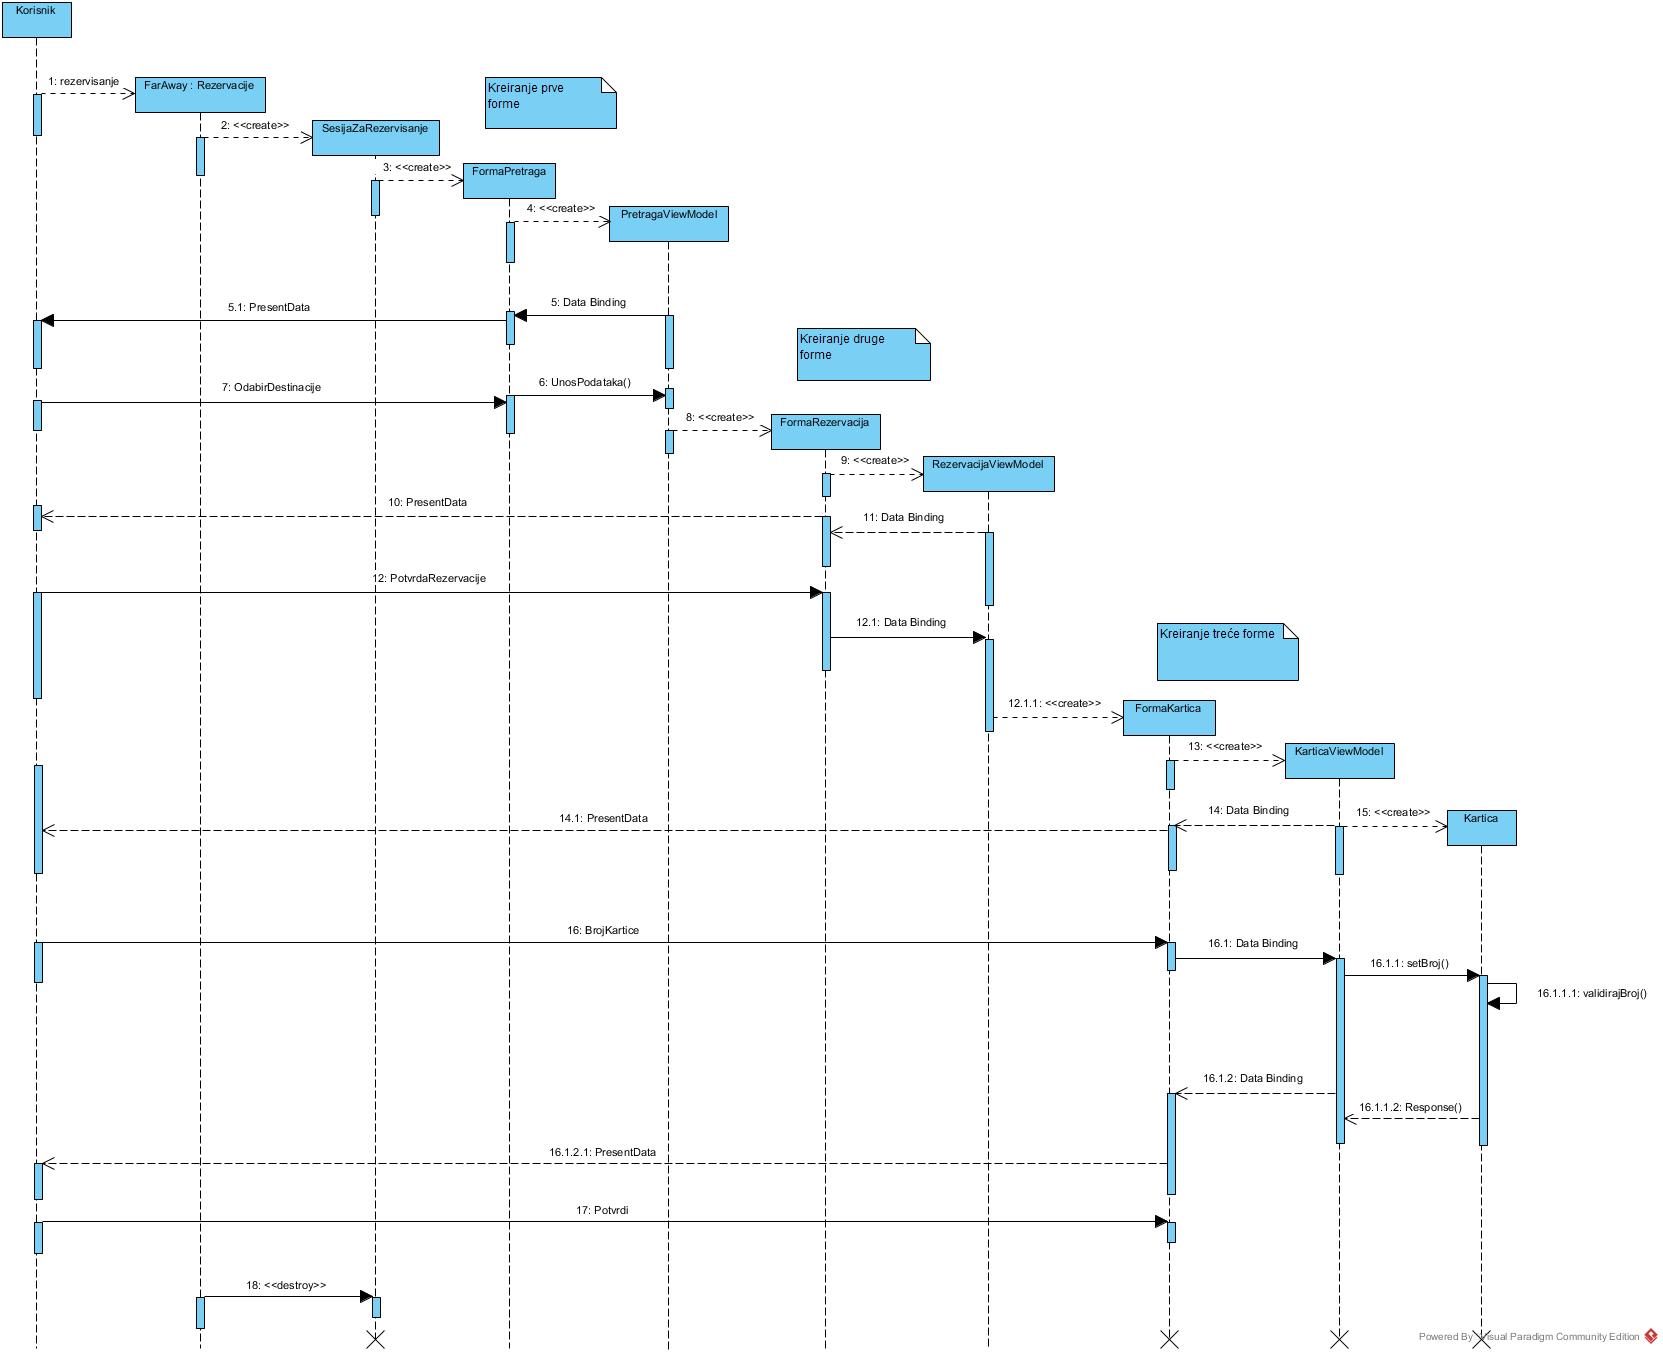 Korisnik
1: rezervisanje
FarAway : Rezervacije
Kreiranje prve
forme
2: <<create>>
SesijaZaRezervisanje
3: <<create>>
FormaPretraga
4: <<create>>
PretragaViewModel
5.1: PresentData
5: Data Binding
Kreiranje druge
forme
7: OdabirDestinacije
6: UnosPodataka()
8: <<create>>
FormaRezervacija
9: <<create>>
RezervacijaViewModel
10: PresentData
11: Data Binding
12: PotvrdaRezervacije
12.1: Data Binding
Kreiranje treće forme
12.1.1: <<create>>
FormaKartica
13: <<create>>
KarticaViewModel
14.1: PresentData
14: Data Binding
15: <<create>>
Kartica
16: BrojKartice
16.1: Data Binding
16.1.1: setBroj()
16.1.1.1: validirajBroj()
16.1.2: Data Binding
16.1.1.2: Response()
16.1.2.1: PresentData
17: Potvrdi
18: <<destroy>>
Powered By Visual Paradigm Community Edition